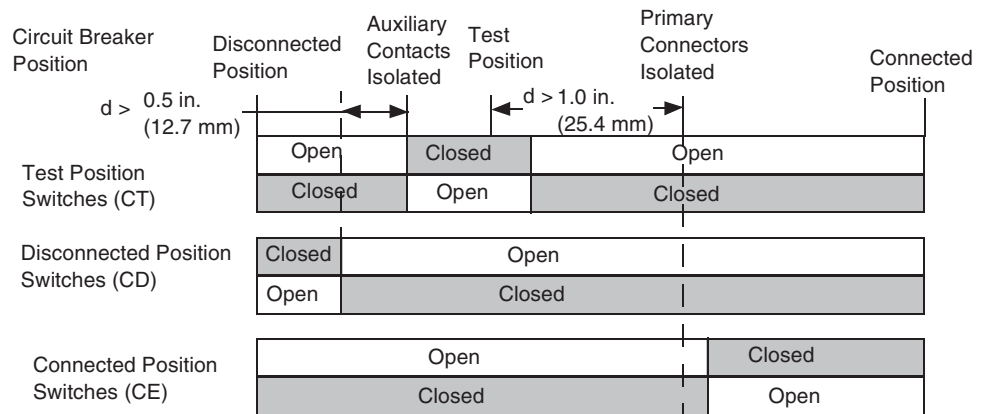 Circuit Breaker
Position
Disconnected
Position
Auxiliary
Contacts
Isolated
Test
Position
Primary
Connectors
Isolated
Connected
Position
d > 0.5 in.
(12.7 mm)
d > 1.0 in.
(25.4 mm)
Test Position
Switches (CT)
Open Closed Open
Closed Open Closed
Disconnected Position
Switches (CD)
Closed Open
Open Closed
Connected Position
Switches (CE)
Open Closed
Closed Open